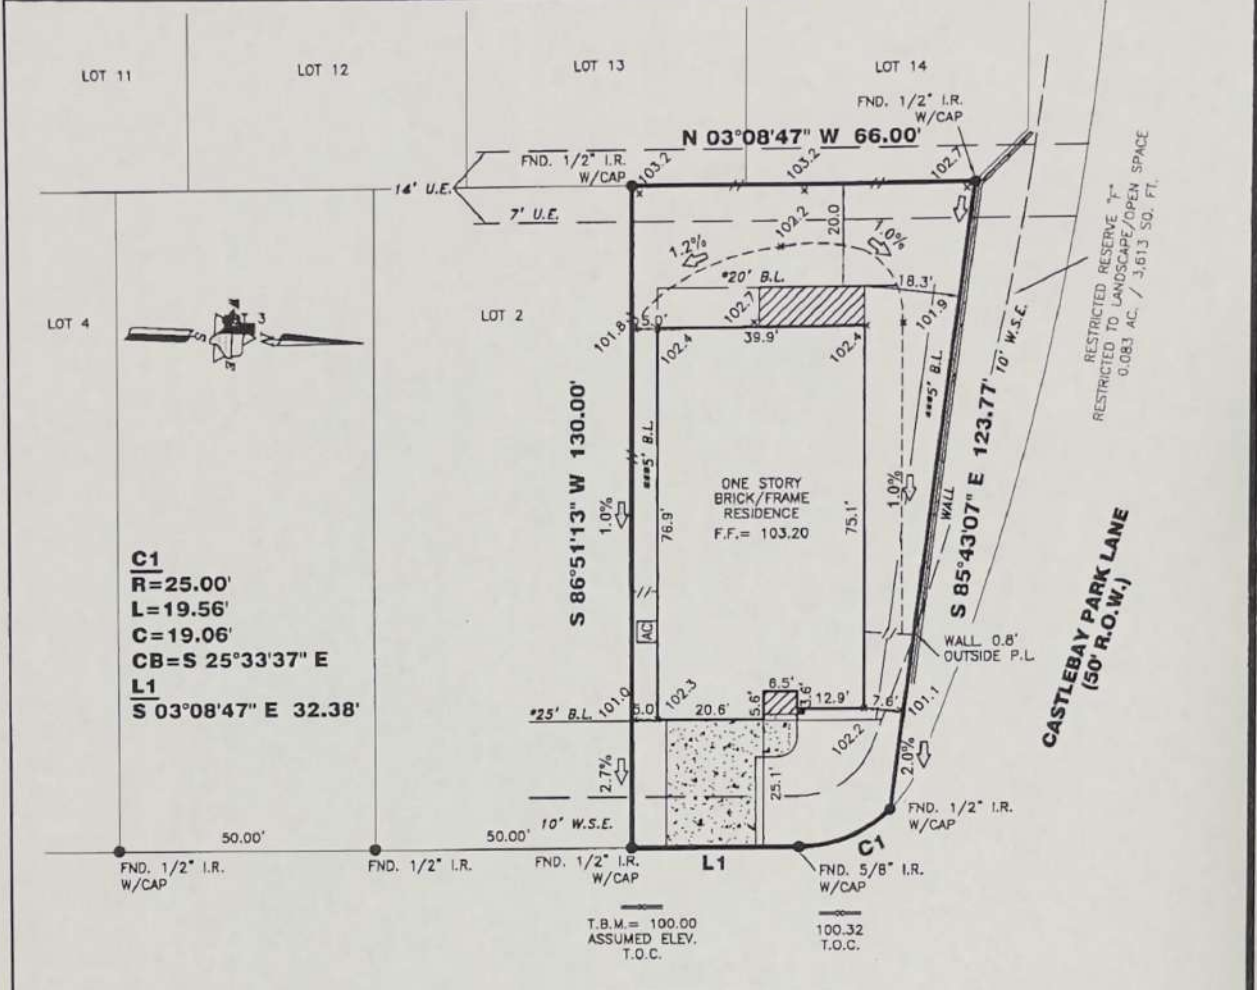 LOT 11
LOT 12
LOT 13
LOT 14
FND. 1/2" I.R.
W/CAP
N 03°08'47" W 66.00'
FND. 1/2" I.R.
W/CAP
103.2
103.2
102.7
14' U.E.
7' U.E.
RESTRICTED RESERVE "F"
RESTRICTED TO LANDSCAPE/OPEN SPACE
0.083 AC. / 3,613 SQ. FT.
102.2
20.0
1.0%
1.2%
*20' B.L.
18.3'
LOT 4
LOT 2
S
101.8
5.0'
102.7
39.9'
102.4
102.4
101.9
10' W.S.E.
***5' B.L.
***5' B.L.
S 86°51'13" W 130.00'
1.0%
76.9'
ONE STORY
BRICK/FRAME
RESIDENCE
F.F.= 103.20
75.1'
1.0%
WALL
S 85°43'07" E 123.77'
CASTLEBAY PARK LANE
(50' R.O.W.)
C1
R=25.00'
L=19.56'
C=19.06'
CB=S 25°33'37" E
L1
S 03°08'47" E 32.38'
AC
WALL 0.8'
OUTSIDE P.L.
*25' B.L.
101.0
5.0'
102.3
20.6'
6.5'
5.6'
3.6'
12.9'
7.6'
101.1
102.2
2.7%
25.1'
2.0%
10' W.S.E.
FND. 1/2" I.R.
W/CAP
50.00'
50.00'
FND. 1/2" I.R.
W/CAP
FND. 1/2" I.R.
FND. 1/2" I.R.
W/CAP
L1
C1
FND. 5/8" I.R.
W/CAP
T.B.M.= 100.00
ASSUMED ELEV.
T.O.C.
100.32
T.O.C.